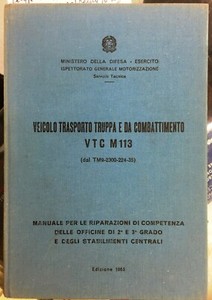 MINISTERO DELLA DIFESA - ESERCITO
ISPETTORATO GENERALE MOTORIZZAZIONE
Servizio Tecnico
VEICOLO TRASPORTO TRUPPA E DA COMBATTIMENTO
VTC M113
(dal TM9-2300-224-35)
MANUALE PER LE RIPARAZIONI DI COMPETENZA
DELLE OFFICINE DI 2° E 3° GRADO
E DEGLI STABILIMENTI CENTRALI
Edizione